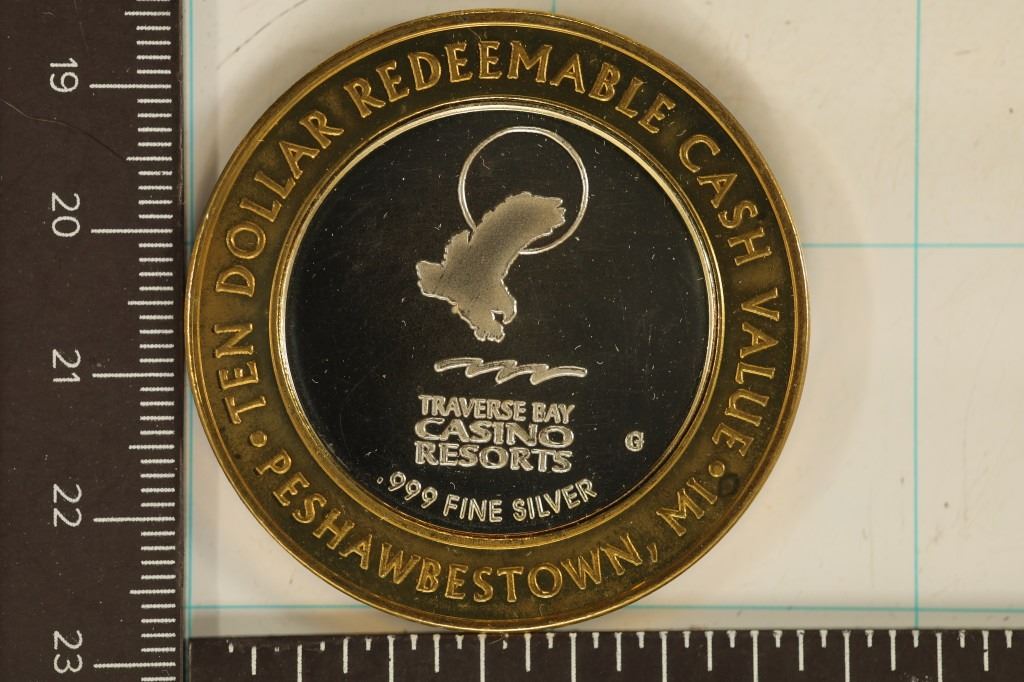 TEN DOLLAR REDEEMABLE CASH VALUE
• PESHAWBESTOWN, MI •
TRAVERSE BAY
CASINO
RESORTS
G
.999 FINE SILVER
19
20
21
22
23